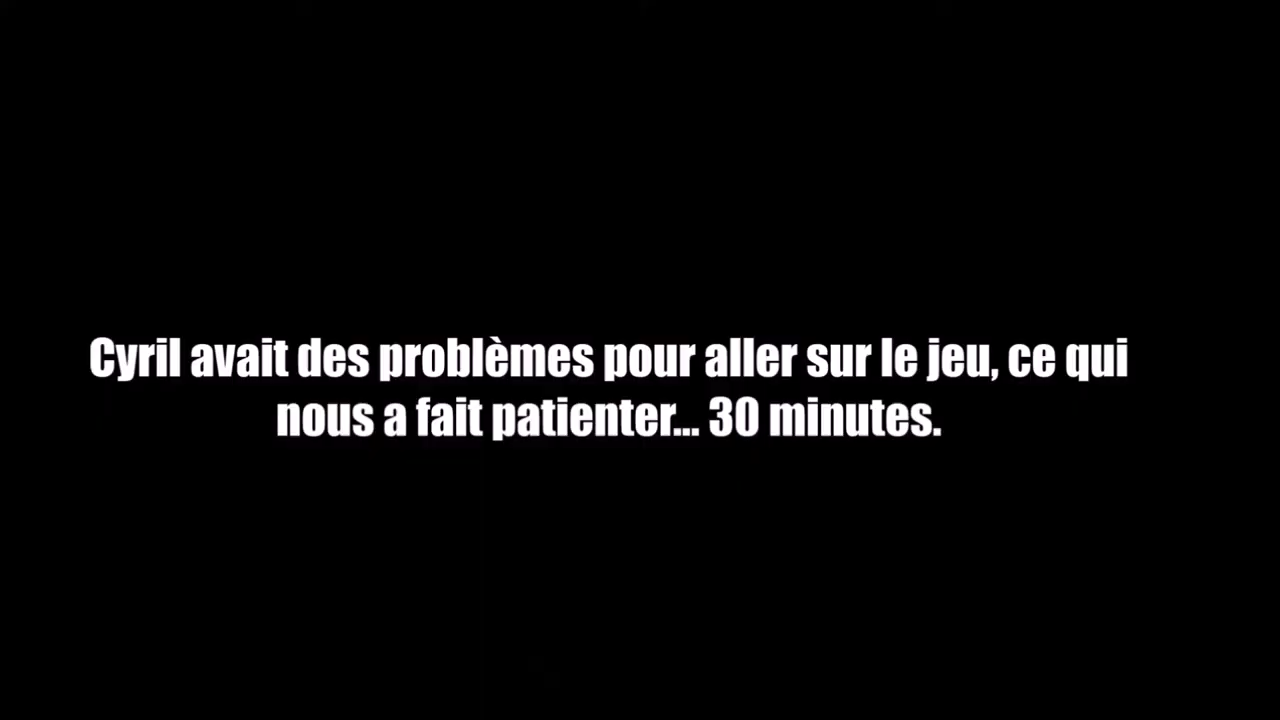 Cyril avait des problèmes pour aller sur le jeu, ce qui
nous a fait patienter... 30 minutes.